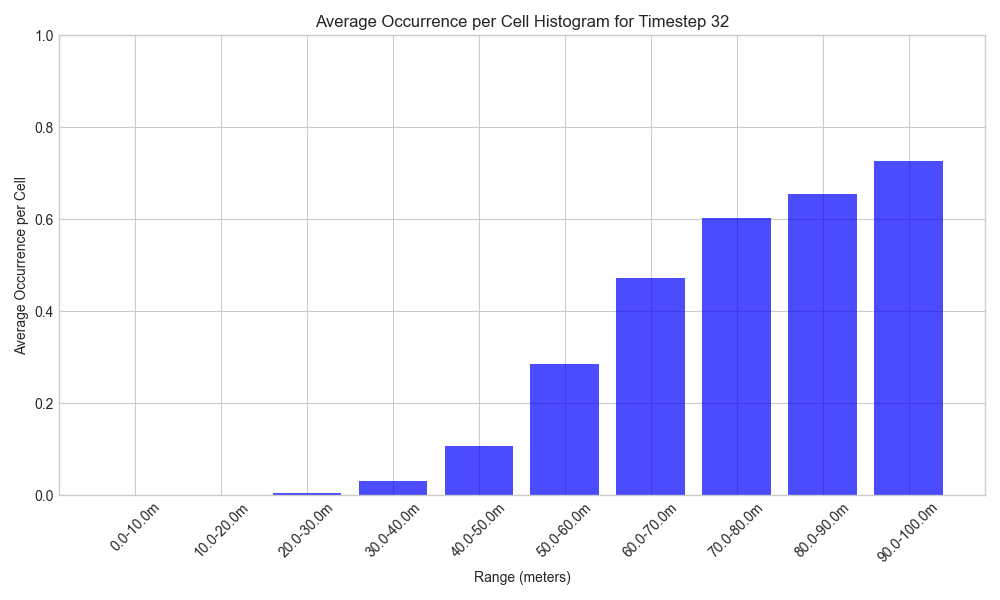 Average Occurrence per Cell Histogram for Timestep 32
1.0
0.8
0.6
0.4
0.2
0.0
Average Occurrence per Cell
0.0-10.0m
10.0-20.0m
20.0-30.0m
30.0-40.0m
40.0-50.0m
50.0-60.0m
60.0-70.0m
70.0-80.0m
80.0-90.0m
90.0-100.0m
Range (meters)